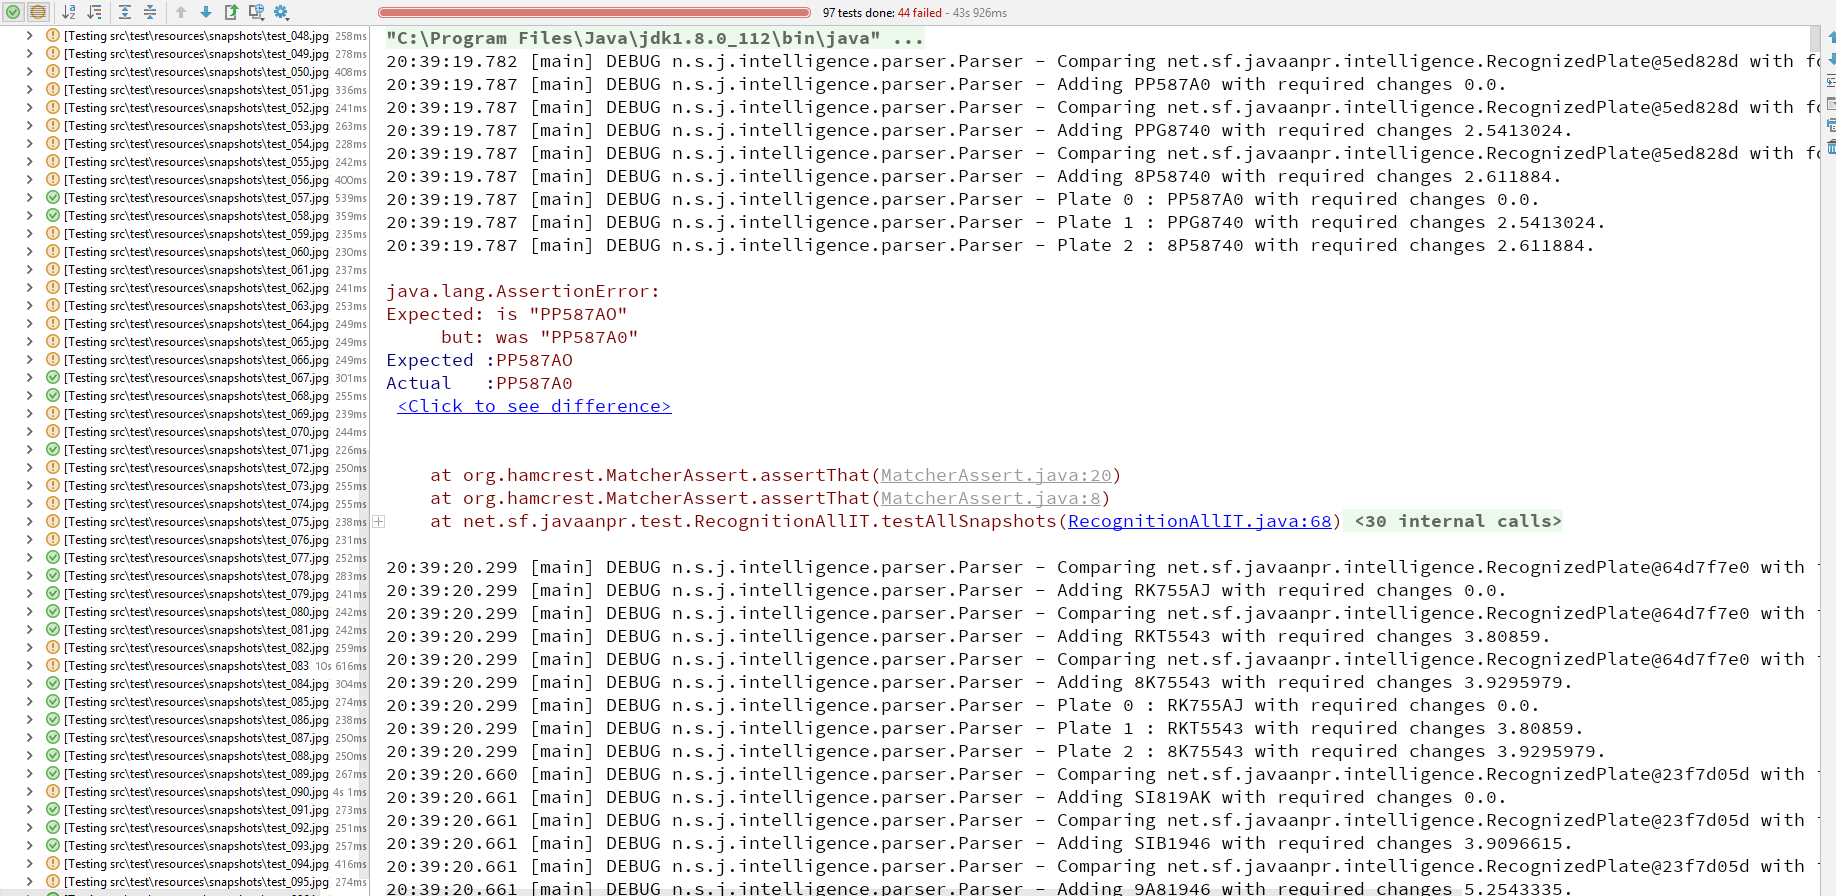 97 tests done: 44 failed - 43s 926ms
[Testing src\test\resources\snapshots\test_048.jpg 258ms
[Testing src\test\resources\snapshots\test_049.jpg 278ms
[Testing src\test\resources\snapshots\test_050.jpg 408ms
[Testing src\test\resources\snapshots\test_051.jpg 336ms
[Testing src\test\resources\snapshots\test_052.jpg 241ms
[Testing src\test\resources\snapshots\test_053.jpg 263ms
[Testing src\test\resources\snapshots\test_054.jpg 228ms
[Testing src\test\resources\snapshots\test_055.jpg 242ms
[Testing src\test\resources\snapshots\test_056.jpg 400ms
[Testing src\test\resources\snapshots\test_057.jpg 539ms
[Testing src\test\resources\snapshots\test_058.jpg 359ms
[Testing src\test\resources\snapshots\test_059.jpg 235ms
[Testing src\test\resources\snapshots\test_060.jpg 230ms
[Testing src\test\resources\snapshots\test_061.jpg 237ms
[Testing src\test\resources\snapshots\test_062.jpg 241ms
[Testing src\test\resources\snapshots\test_063.jpg 253ms
[Testing src\test\resources\snapshots\test_064.jpg 249ms
[Testing src\test\resources\snapshots\test_065.jpg 249ms
[Testing src\test\resources\snapshots\test_066.jpg 249ms
[Testing src\test\resources\snapshots\test_067.jpg 301ms
[Testing src\test\resources\snapshots\test_068.jpg 255ms
[Testing src\test\resources\snapshots\test_069.jpg 239ms
[Testing src\test\resources\snapshots\test_070.jpg 244ms
[Testing src\test\resources\snapshots\test_071.jpg 226ms
[Testing src\test\resources\snapshots\test_072.jpg 250ms
[Testing src\test\resources\snapshots\test_073.jpg 255ms
[Testing src\test\resources\snapshots\test_074.jpg 255ms
[Testing src\test\resources\snapshots\test_075.jpg 238ms
[Testing src\test\resources\snapshots\test_076.jpg 231ms
[Testing src\test\resources\snapshots\test_077.jpg 252ms
[Testing src\test\resources\snapshots\test_078.jpg 283ms
[Testing src\test\resources\snapshots\test_079.jpg 241ms
[Testing src\test\resources\snapshots\test_080.jpg 242ms
[Testing src\test\resources\snapshots\test_081.jpg 242ms
[Testing src\test\resources\snapshots\test_082.jpg 259ms
[Testing src\test\resources\snapshots\test_083 10s 616ms
[Testing src\test\resources\snapshots\test_084.jpg 304ms
[Testing src\test\resources\snapshots\test_085.jpg 274ms
[Testing src\test\resources\snapshots\test_086.jpg 238ms
[Testing src\test\resources\snapshots\test_087.jpg 250ms
[Testing src\test\resources\snapshots\test_088.jpg 250ms
[Testing src\test\resources\snapshots\test_089.jpg 267ms
[Testing src\test\resources\snapshots\test_090.jpg 4s 1ms
[Testing src\test\resources\snapshots\test_091.jpg 273ms
[Testing src\test\resources\snapshots\test_092.jpg 251ms
[Testing src\test\resources\snapshots\test_093.jpg 257ms
[Testing src\test\resources\snapshots\test_094.jpg 416ms
[Testing src\test\resources\snapshots\test_095.jpg 274ms
"C:\Program Files\Java\jdk1.8.0_112\bin\java" ...
20:39:19.782 [main] DEBUG n.s.j.intelligence.parser.Parser - Comparing net.sf.javaanpr.intelligence.RecognizedPlate@5ed828d with
20:39:19.787 [main] DEBUG n.s.j.intelligence.parser.Parser - Adding PP587A0 with required changes 0.0.
20:39:19.787 [main] DEBUG n.s.j.intelligence.parser.Parser - Comparing net.sf.javaanpr.intelligence.RecognizedPlate@5ed828d with
20:39:19.787 [main] DEBUG n.s.j.intelligence.parser.Parser - Adding PPG8740 with required changes 2.5413024.
20:39:19.787 [main] DEBUG n.s.j.intelligence.parser.Parser - Comparing net.sf.javaanpr.intelligence.RecognizedPlate@5ed828d with
20:39:19.787 [main] DEBUG n.s.j.intelligence.parser.Parser - Adding 8P58740 with required changes 2.611884.
20:39:19.787 [main] DEBUG n.s.j.intelligence.parser.Parser - Plate 0 : PP587A0 with required changes 0.0.
20:39:19.787 [main] DEBUG n.s.j.intelligence.parser.Parser - Plate 1 : PPG8740 with required changes 2.5413024.
20:39:19.787 [main] DEBUG n.s.j.intelligence.parser.Parser - Plate 2 : 8P58740 with required changes 2.611884.
java.lang.AssertionError:
Expected: is "PP587AO"
but: was "PP587A0"
Expected :PP587AO
Actual   :PP587A0
<Click to see difference>
at org.hamcrest.MatcherAssert.assertThat(MatcherAssert.java:20)
at org.hamcrest.MatcherAssert.assertThat(MatcherAssert.java:8)
at net.sf.javaanpr.test.RecognitionAllIT.testAllSnapshots(RecognitionAllIT.java:68) <30 internal calls>
20:39:20.299 [main] DEBUG n.s.j.intelligence.parser.Parser - Comparing net.sf.javaanpr.intelligence.RecognizedPlate@64d7f7e0 with
20:39:20.299 [main] DEBUG n.s.j.intelligence.parser.Parser - Adding RK755AJ with required changes 0.0.
20:39:20.299 [main] DEBUG n.s.j.intelligence.parser.Parser - Comparing net.sf.javaanpr.intelligence.RecognizedPlate@64d7f7e0 with
20:39:20.299 [main] DEBUG n.s.j.intelligence.parser.Parser - Adding RKT5543 with required changes 3.80859.
20:39:20.299 [main] DEBUG n.s.j.intelligence.parser.Parser - Comparing net.sf.javaanpr.intelligence.RecognizedPlate@64d7f7e0 with
20:39:20.299 [main] DEBUG n.s.j.intelligence.parser.Parser - Adding 8K75543 with required changes 3.9295979.
20:39:20.299 [main] DEBUG n.s.j.intelligence.parser.Parser - Plate 0 : RK755AJ with required changes 0.0.
20:39:20.299 [main] DEBUG n.s.j.intelligence.parser.Parser - Plate 1 : RKT5543 with required changes 3.80859.
20:39:20.299 [main] DEBUG n.s.j.intelligence.parser.Parser - Plate 2 : 8K75543 with required changes 3.9295979.
20:39:20.660 [main] DEBUG n.s.j.intelligence.parser.Parser - Comparing net.sf.javaanpr.intelligence.RecognizedPlate@23f7d05d with
20:39:20.661 [main] DEBUG n.s.j.intelligence.parser.Parser - Adding SI819AK with required changes 0.0.
20:39:20.661 [main] DEBUG n.s.j.intelligence.parser.Parser - Comparing net.sf.javaanpr.intelligence.RecognizedPlate@23f7d05d with
20:39:20.661 [main] DEBUG n.s.j.intelligence.parser.Parser - Adding SIB1946 with required changes 3.9096615.
20:39:20.661 [main] DEBUG n.s.j.intelligence.parser.Parser - Comparing net.sf.javaanpr.intelligence.RecognizedPlate@23f7d05d with
20:39:20.661 [main] DEBUG n.s.j.intelligence.parser.Parser - Adding 9A81946 with required changes 5.2543335.